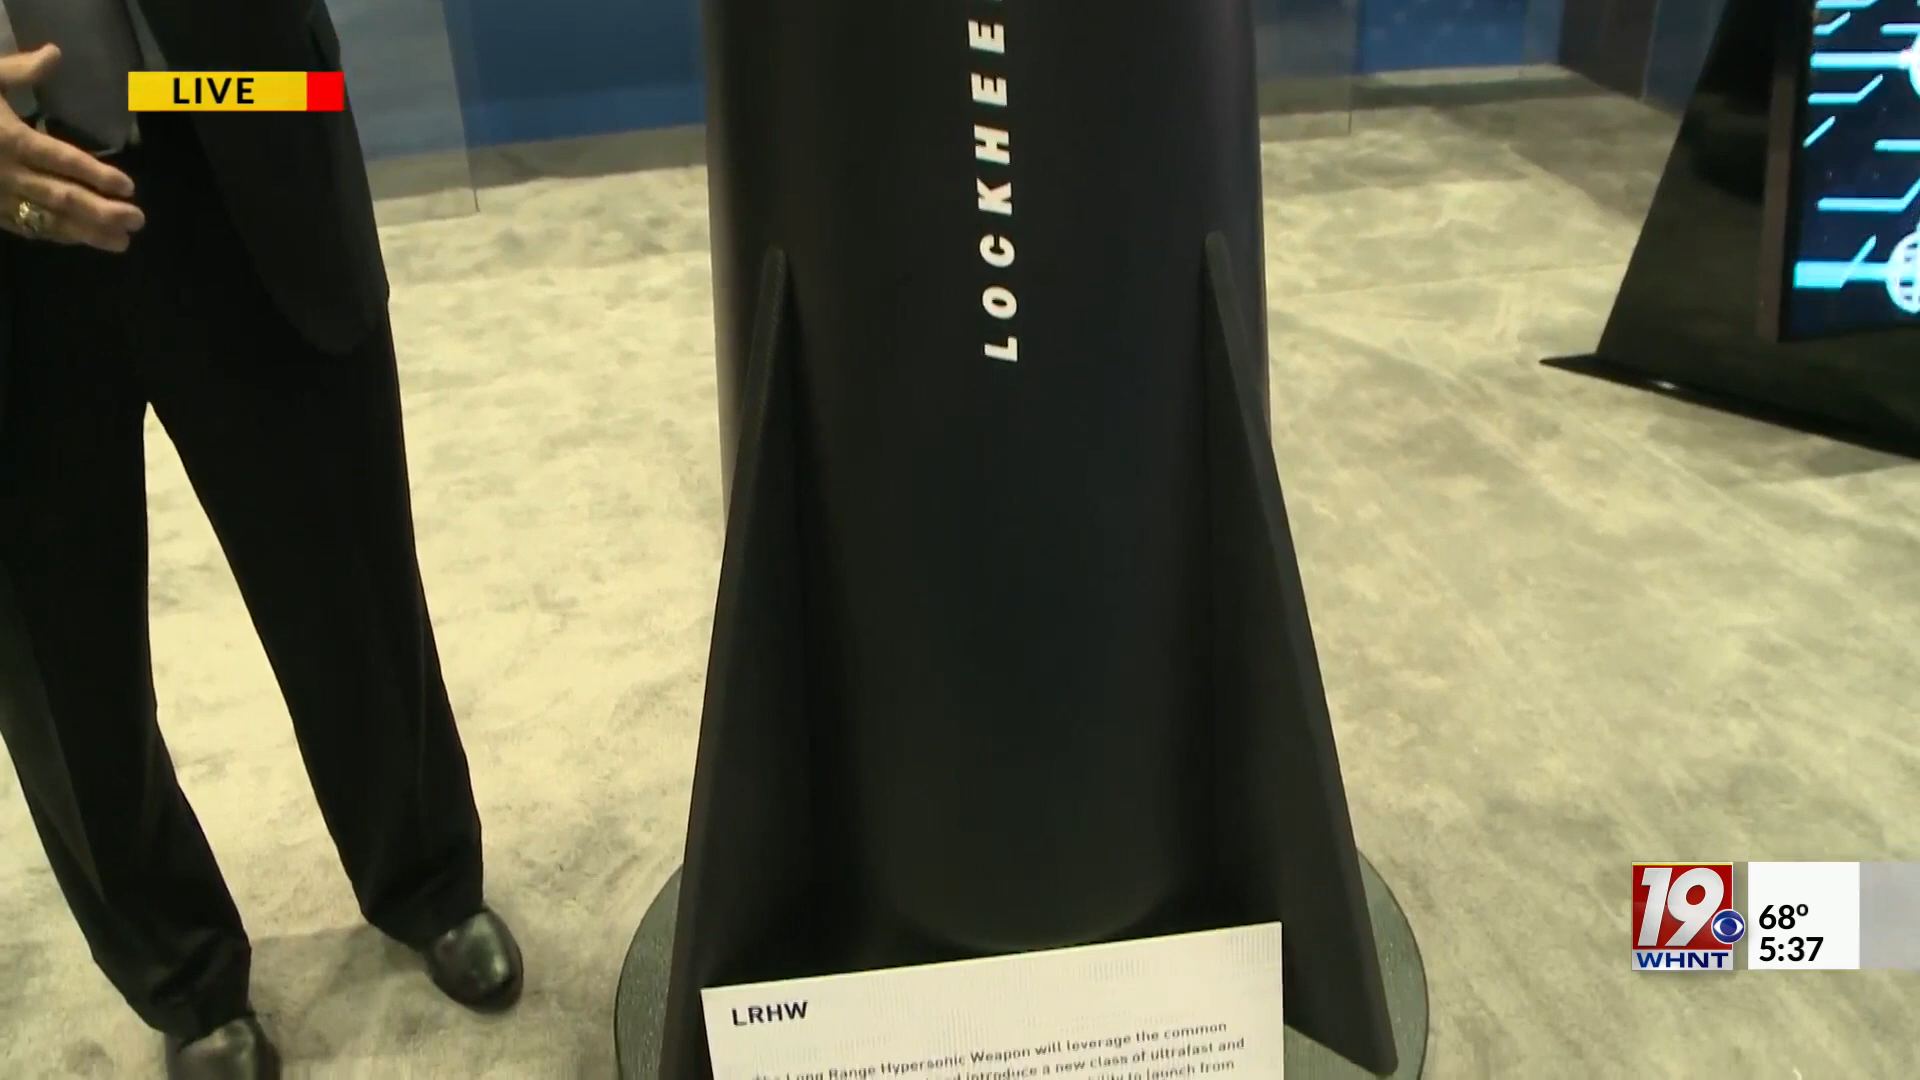 LIVE
LOCKHEE
LRHW
Long Range Hypersonic Weapon will leverage the common
introduce a new class of ultrafast and
to launch from
19
WHNT
68º
5:37